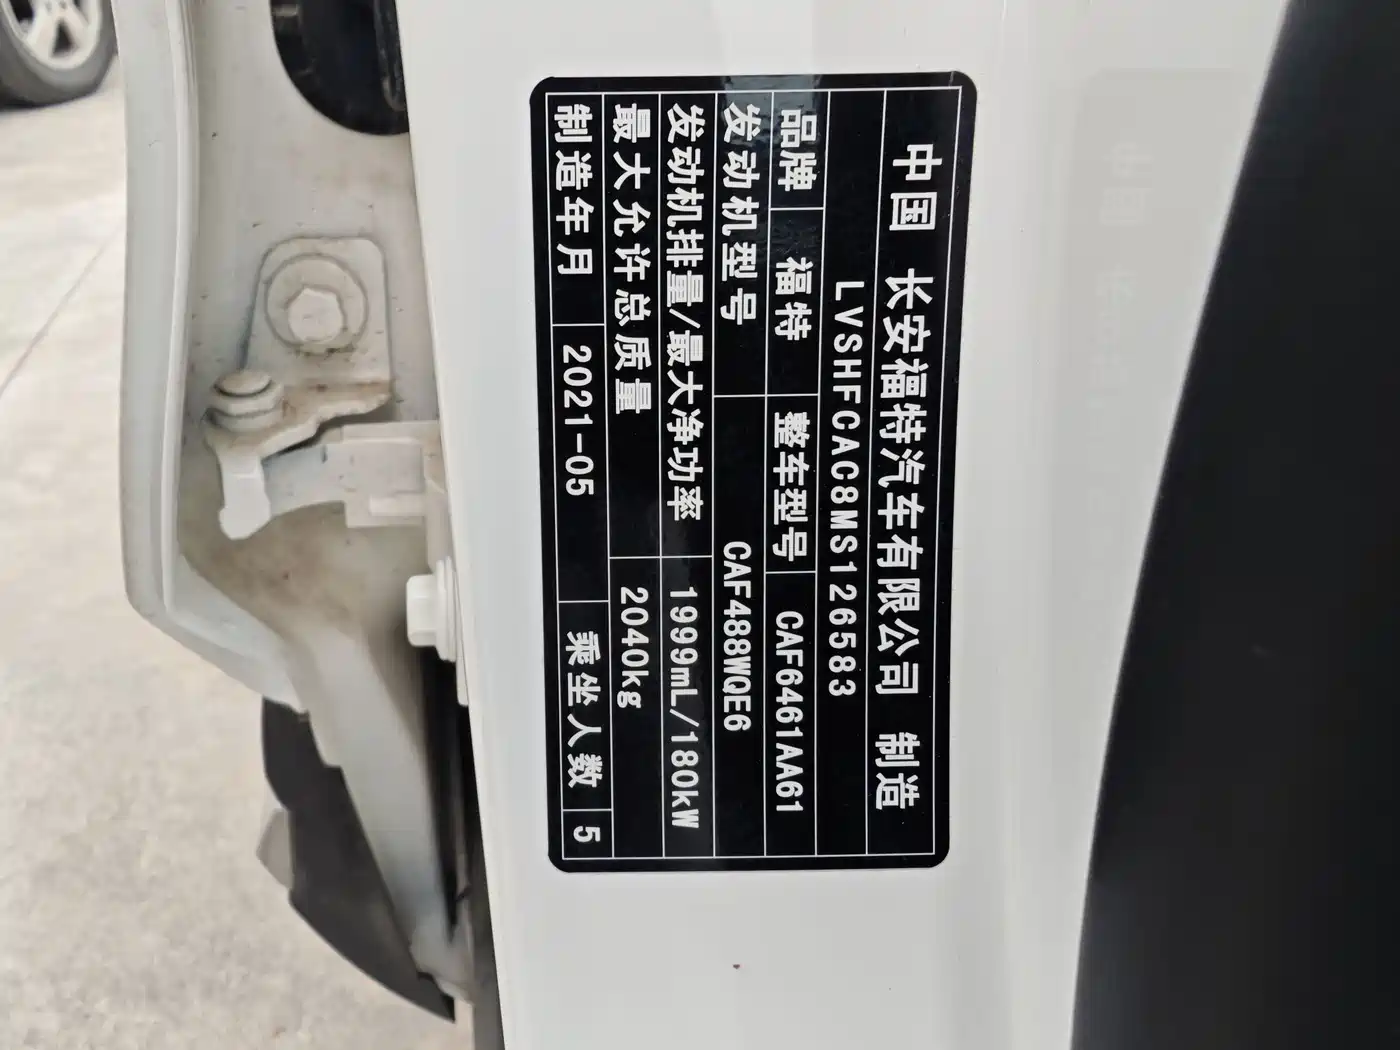 中国 长安福特汽车有限公司 制造
LVSHFCAC8MS126583
品牌 福特 整车型号 CAF6461AA61
发动机型号 CAF488WQE6
发动机排量/最大净功率 1999mL/180kW
最大允许总质量 2040kg
制造年月 2021-05 乘坐人数 5